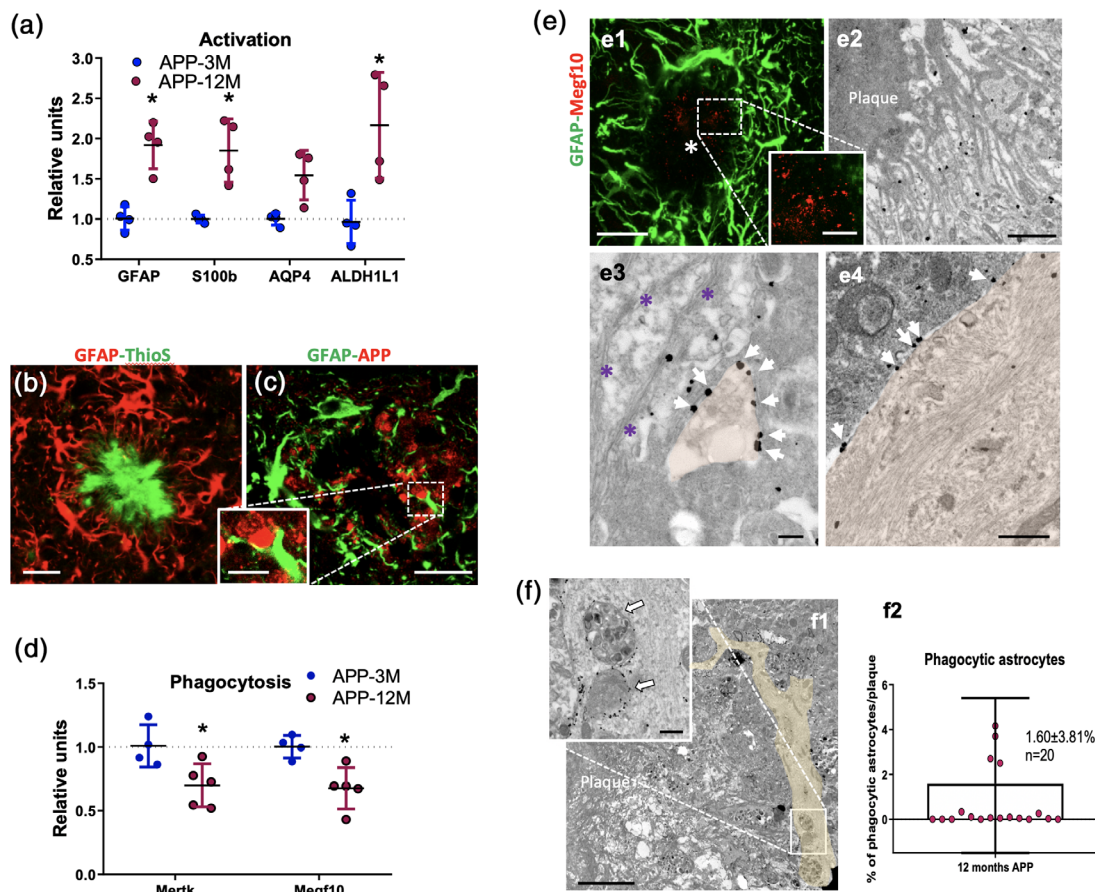 (a)
Activation
APP-3M
APP-12M
Relative units
3.0
2.5
2.0
1.5
1.0
0.5
*
*
*
GFAP
S100b
AQP4
ALDH1L1
GFAP-ThioS
(b)
GFAP-APP
(c)
(d)
Phagocytosis
APP-3M
APP-12M
Relative units
1.5
1.0
0.5
0.0
*
*
Mertk
Megf10
(e)
GFAP-Megf10
e1
*
e2
Plaque
e3
* * * *
e4
(f)
f1
Plaque
f2
Phagocytic astrocytes
% of phagocytic astrocytes/plaque
6
4
2
0
1.60±3.81%
n=20
12 months APP